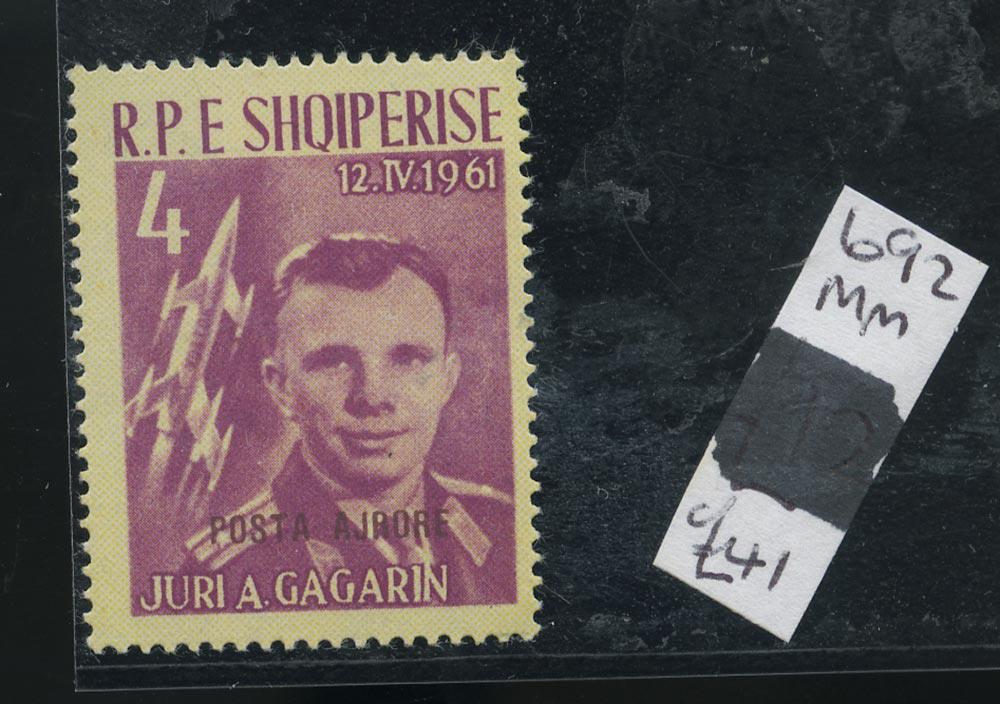 R.P.E SHQIPERISE
12.IV.1961
4
POSTA AJRORE
JURI A. GAGARIN
692
MM
£41